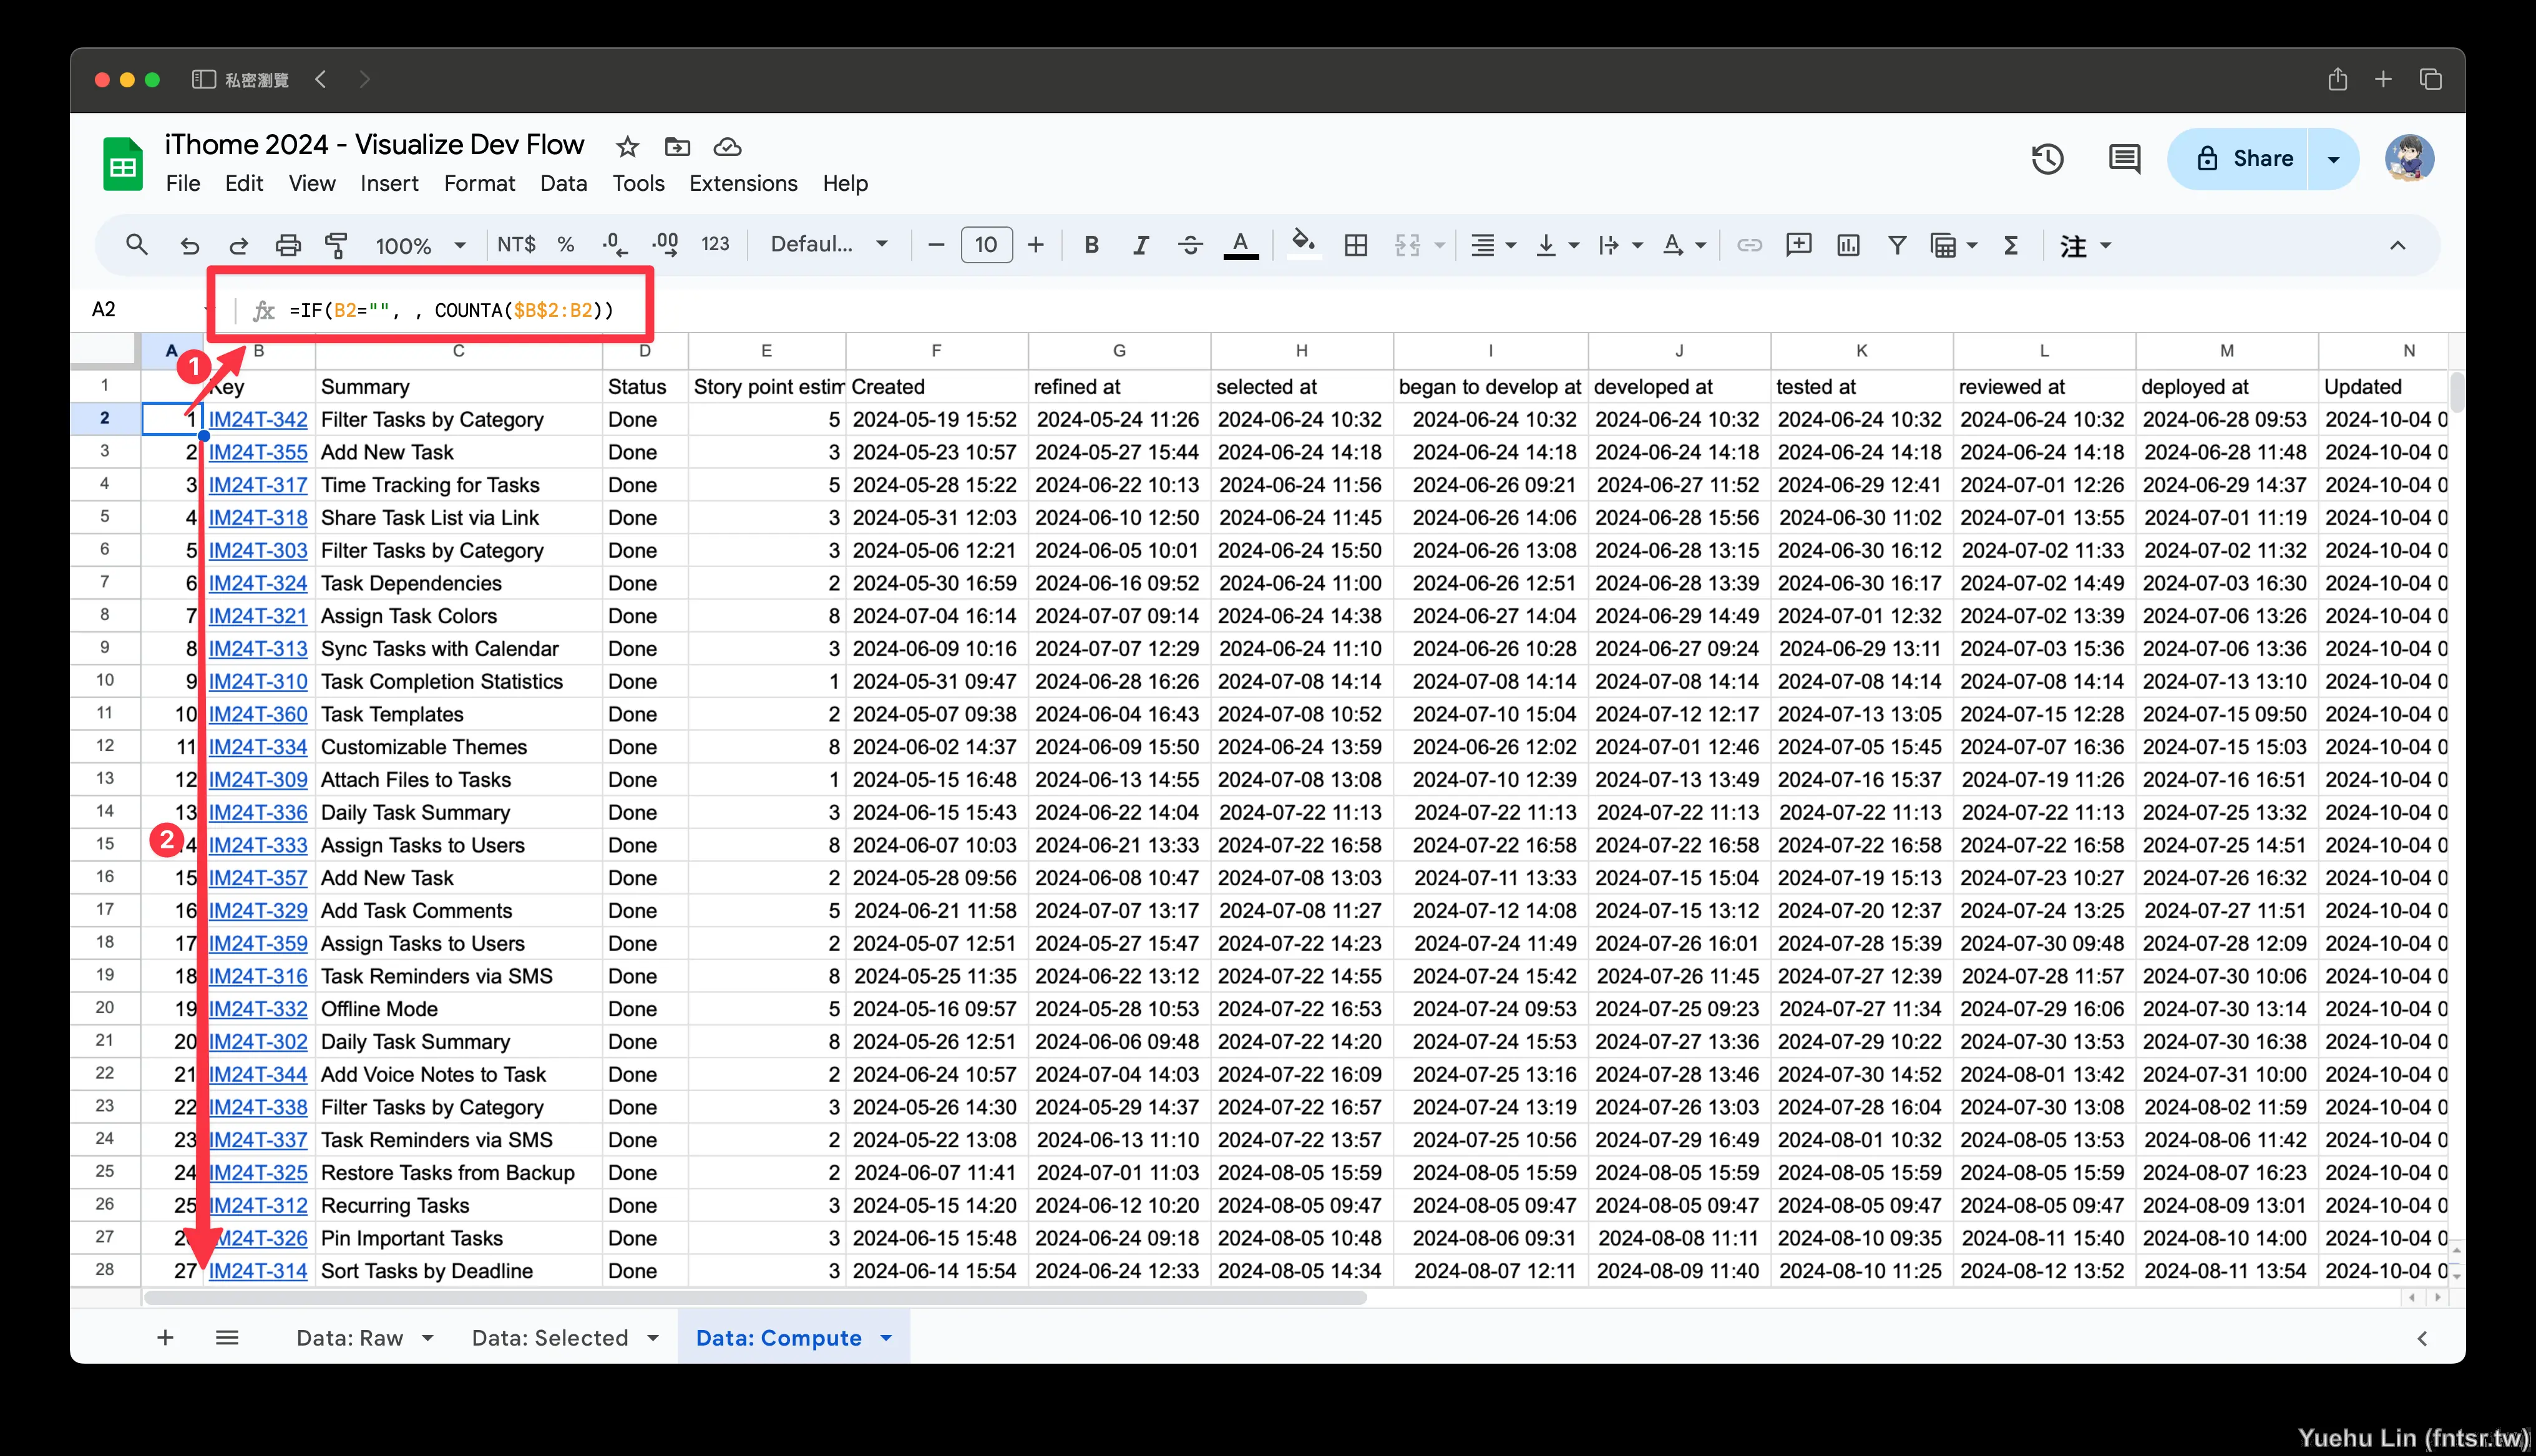 私密瀏覽
iThome 2024 - Visualize Dev Flow
File Edit View Insert Format Data Tools Extensions Help
Share
100% NT$ % .0 .00 123 Defaul... 10 B I A 注
A2 fx =IF(B2="", , COUNTA($B$2:B2))
A B C D E F G H I J K L M N
1 Key Summary Status Story point estim Created refined at selected at began to develop at developed at tested at reviewed at deployed at Updated
2 1 IM24T-342 Filter Tasks by Category Done 5 2024-05-19 15:52 2024-05-24 11:26 2024-06-24 10:32 2024-06-24 10:32 2024-06-24 10:32 2024-06-24 10:32 2024-06-24 10:32 2024-06-28 09:53 2024-10-04 0
3 2 IM24T-355 Add New Task Done 3 2024-05-23 10:57 2024-05-27 15:44 2024-06-24 14:18 2024-06-24 14:18 2024-06-24 14:18 2024-06-24 14:18 2024-06-24 14:18 2024-06-28 11:48 2024-10-04 0
4 3 IM24T-317 Time Tracking for Tasks Done 5 2024-05-28 15:22 2024-06-22 10:13 2024-06-24 11:56 2024-06-26 09:21 2024-06-27 11:52 2024-06-29 12:41 2024-07-01 12:26 2024-06-29 14:37 2024-10-04 0
5 4 IM24T-318 Share Task List via Link Done 3 2024-05-31 12:03 2024-06-10 12:50 2024-06-24 11:45 2024-06-26 14:06 2024-06-28 15:56 2024-06-30 11:02 2024-07-01 13:55 2024-07-01 11:19 2024-10-04 0
6 5 IM24T-303 Filter Tasks by Category Done 3 2024-05-06 12:21 2024-06-05 10:01 2024-06-24 15:50 2024-06-26 13:08 2024-06-28 13:15 2024-06-30 16:12 2024-07-02 11:33 2024-07-02 11:32 2024-10-04 0
7 6 IM24T-324 Task Dependencies Done 2 2024-05-30 16:59 2024-06-16 09:52 2024-06-24 11:00 2024-06-26 12:51 2024-06-28 13:39 2024-06-30 16:17 2024-07-02 14:49 2024-07-03 16:30 2024-10-04 0
8 7 IM24T-321 Assign Task Colors Done 8 2024-07-04 16:14 2024-07-07 09:14 2024-06-24 14:38 2024-06-27 14:04 2024-06-29 14:49 2024-07-01 12:32 2024-07-02 13:39 2024-07-06 13:26 2024-10-04 0
9 8 IM24T-313 Sync Tasks with Calendar Done 3 2024-06-09 10:16 2024-07-07 12:29 2024-06-24 11:10 2024-06-26 10:28 2024-06-27 09:24 2024-06-29 13:11 2024-07-03 15:36 2024-07-06 13:36 2024-10-04 0
10 9 IM24T-310 Task Completion Statistics Done 1 2024-05-31 09:47 2024-06-28 16:26 2024-07-08 14:14 2024-07-08 14:14 2024-07-08 14:14 2024-07-08 14:14 2024-07-08 14:14 2024-07-13 13:10 2024-10-04 0
11 10 IM24T-360 Task Templates Done 2 2024-05-07 09:38 2024-06-04 16:43 2024-07-08 10:52 2024-07-10 15:04 2024-07-12 12:17 2024-07-13 13:05 2024-07-15 12:28 2024-07-15 09:50 2024-10-04 0
12 11 IM24T-334 Customizable Themes Done 8 2024-06-02 14:37 2024-06-09 15:50 2024-06-24 13:59 2024-06-26 12:02 2024-07-01 12:46 2024-07-05 15:45 2024-07-07 16:36 2024-07-15 15:03 2024-10-04 0
13 12 IM24T-309 Attach Files to Tasks Done 1 2024-05-15 16:48 2024-06-13 14:55 2024-07-08 13:08 2024-07-10 12:39 2024-07-13 13:49 2024-07-16 15:37 2024-07-19 11:26 2024-07-16 16:51 2024-10-04 0
14 13 IM24T-336 Daily Task Summary Done 3 2024-06-15 15:43 2024-06-22 14:04 2024-07-22 11:13 2024-07-22 11:13 2024-07-22 11:13 2024-07-22 11:13 2024-07-22 11:13 2024-07-25 13:32 2024-10-04 0
15 4 IM24T-333 Assign Tasks to Users Done 8 2024-06-07 10:03 2024-06-21 13:33 2024-07-22 16:58 2024-07-22 16:58 2024-07-22 16:58 2024-07-22 16:58 2024-07-22 16:58 2024-07-25 14:51 2024-10-04 0
16 15 IM24T-357 Add New Task Done 2 2024-05-28 09:56 2024-06-08 10:47 2024-07-08 13:03 2024-07-11 13:33 2024-07-15 15:04 2024-07-19 15:13 2024-07-23 10:27 2024-07-26 16:32 2024-10-04 0
17 16 IM24T-329 Add Task Comments Done 5 2024-06-21 11:58 2024-07-07 13:17 2024-07-08 11:27 2024-07-12 14:08 2024-07-15 13:12 2024-07-20 12:37 2024-07-24 13:25 2024-07-27 11:51 2024-10-04 0
18 17 IM24T-359 Assign Tasks to Users Done 2 2024-05-07 12:51 2024-05-27 15:47 2024-07-22 14:23 2024-07-24 11:49 2024-07-26 16:01 2024-07-28 15:39 2024-07-30 09:48 2024-07-28 12:09 2024-10-04 0
19 18 IM24T-316 Task Reminders via SMS Done 8 2024-05-25 11:35 2024-06-22 13:12 2024-07-22 14:55 2024-07-24 15:42 2024-07-26 11:45 2024-07-27 12:39 2024-07-28 11:57 2024-07-30 10:06 2024-10-04 0
20 19 IM24T-332 Offline Mode Done 5 2024-05-16 09:57 2024-05-28 10:53 2024-07-22 16:53 2024-07-24 09:53 2024-07-25 09:23 2024-07-27 11:34 2024-07-29 16:06 2024-07-30 13:14 2024-10-04 0
21 20 IM24T-302 Daily Task Summary Done 8 2024-05-26 12:51 2024-06-06 09:48 2024-07-22 14:20 2024-07-24 15:53 2024-07-27 13:36 2024-07-29 10:22 2024-07-30 13:53 2024-07-30 16:38 2024-10-04 0
22 21 IM24T-344 Add Voice Notes to Task Done 2 2024-06-24 10:57 2024-07-04 14:03 2024-07-22 16:09 2024-07-25 13:16 2024-07-28 13:46 2024-07-30 14:52 2024-08-01 13:42 2024-07-31 10:00 2024-10-04 0
23 22 IM24T-338 Filter Tasks by Category Done 3 2024-05-26 14:30 2024-05-29 14:37 2024-07-22 16:57 2024-07-24 13:19 2024-07-26 13:03 2024-07-28 16:04 2024-07-30 13:08 2024-08-02 11:59 2024-10-04 0
24 23 IM24T-337 Task Reminders via SMS Done 2 2024-05-22 13:08 2024-06-13 11:10 2024-07-22 13:57 2024-07-25 10:56 2024-07-29 16:49 2024-08-01 10:32 2024-08-05 13:53 2024-08-06 11:42 2024-10-04 0
25 24 IM24T-325 Restore Tasks from Backup Done 2 2024-06-07 11:41 2024-07-01 11:03 2024-08-05 15:59 2024-08-05 15:59 2024-08-05 15:59 2024-08-05 15:59 2024-08-05 15:59 2024-08-07 16:23 2024-10-04 0
26 25 IM24T-312 Recurring Tasks Done 3 2024-05-15 14:20 2024-06-12 10:20 2024-08-05 09:47 2024-08-05 09:47 2024-08-05 09:47 2024-08-05 09:47 2024-08-05 09:47 2024-08-09 13:01 2024-10-04 0
27 2 M24T-326 Pin Important Tasks Done 3 2024-06-15 15:48 2024-06-24 09:18 2024-08-05 10:48 2024-08-06 09:31 2024-08-08 11:11 2024-08-10 09:35 2024-08-11 15:40 2024-08-10 14:00 2024-10-04 0
28 27 IM24T-314 Sort Tasks by Deadline Done 3 2024-06-14 15:54 2024-06-24 12:33 2024-08-05 14:34 2024-08-07 12:11 2024-08-09 11:40 2024-08-10 11:25 2024-08-12 13:52 2024-08-11 13:54 2024-10-04 0
1
2
Data: Raw Data: Selected Data: Compute
Yuehu Lin (fntsr.tw)